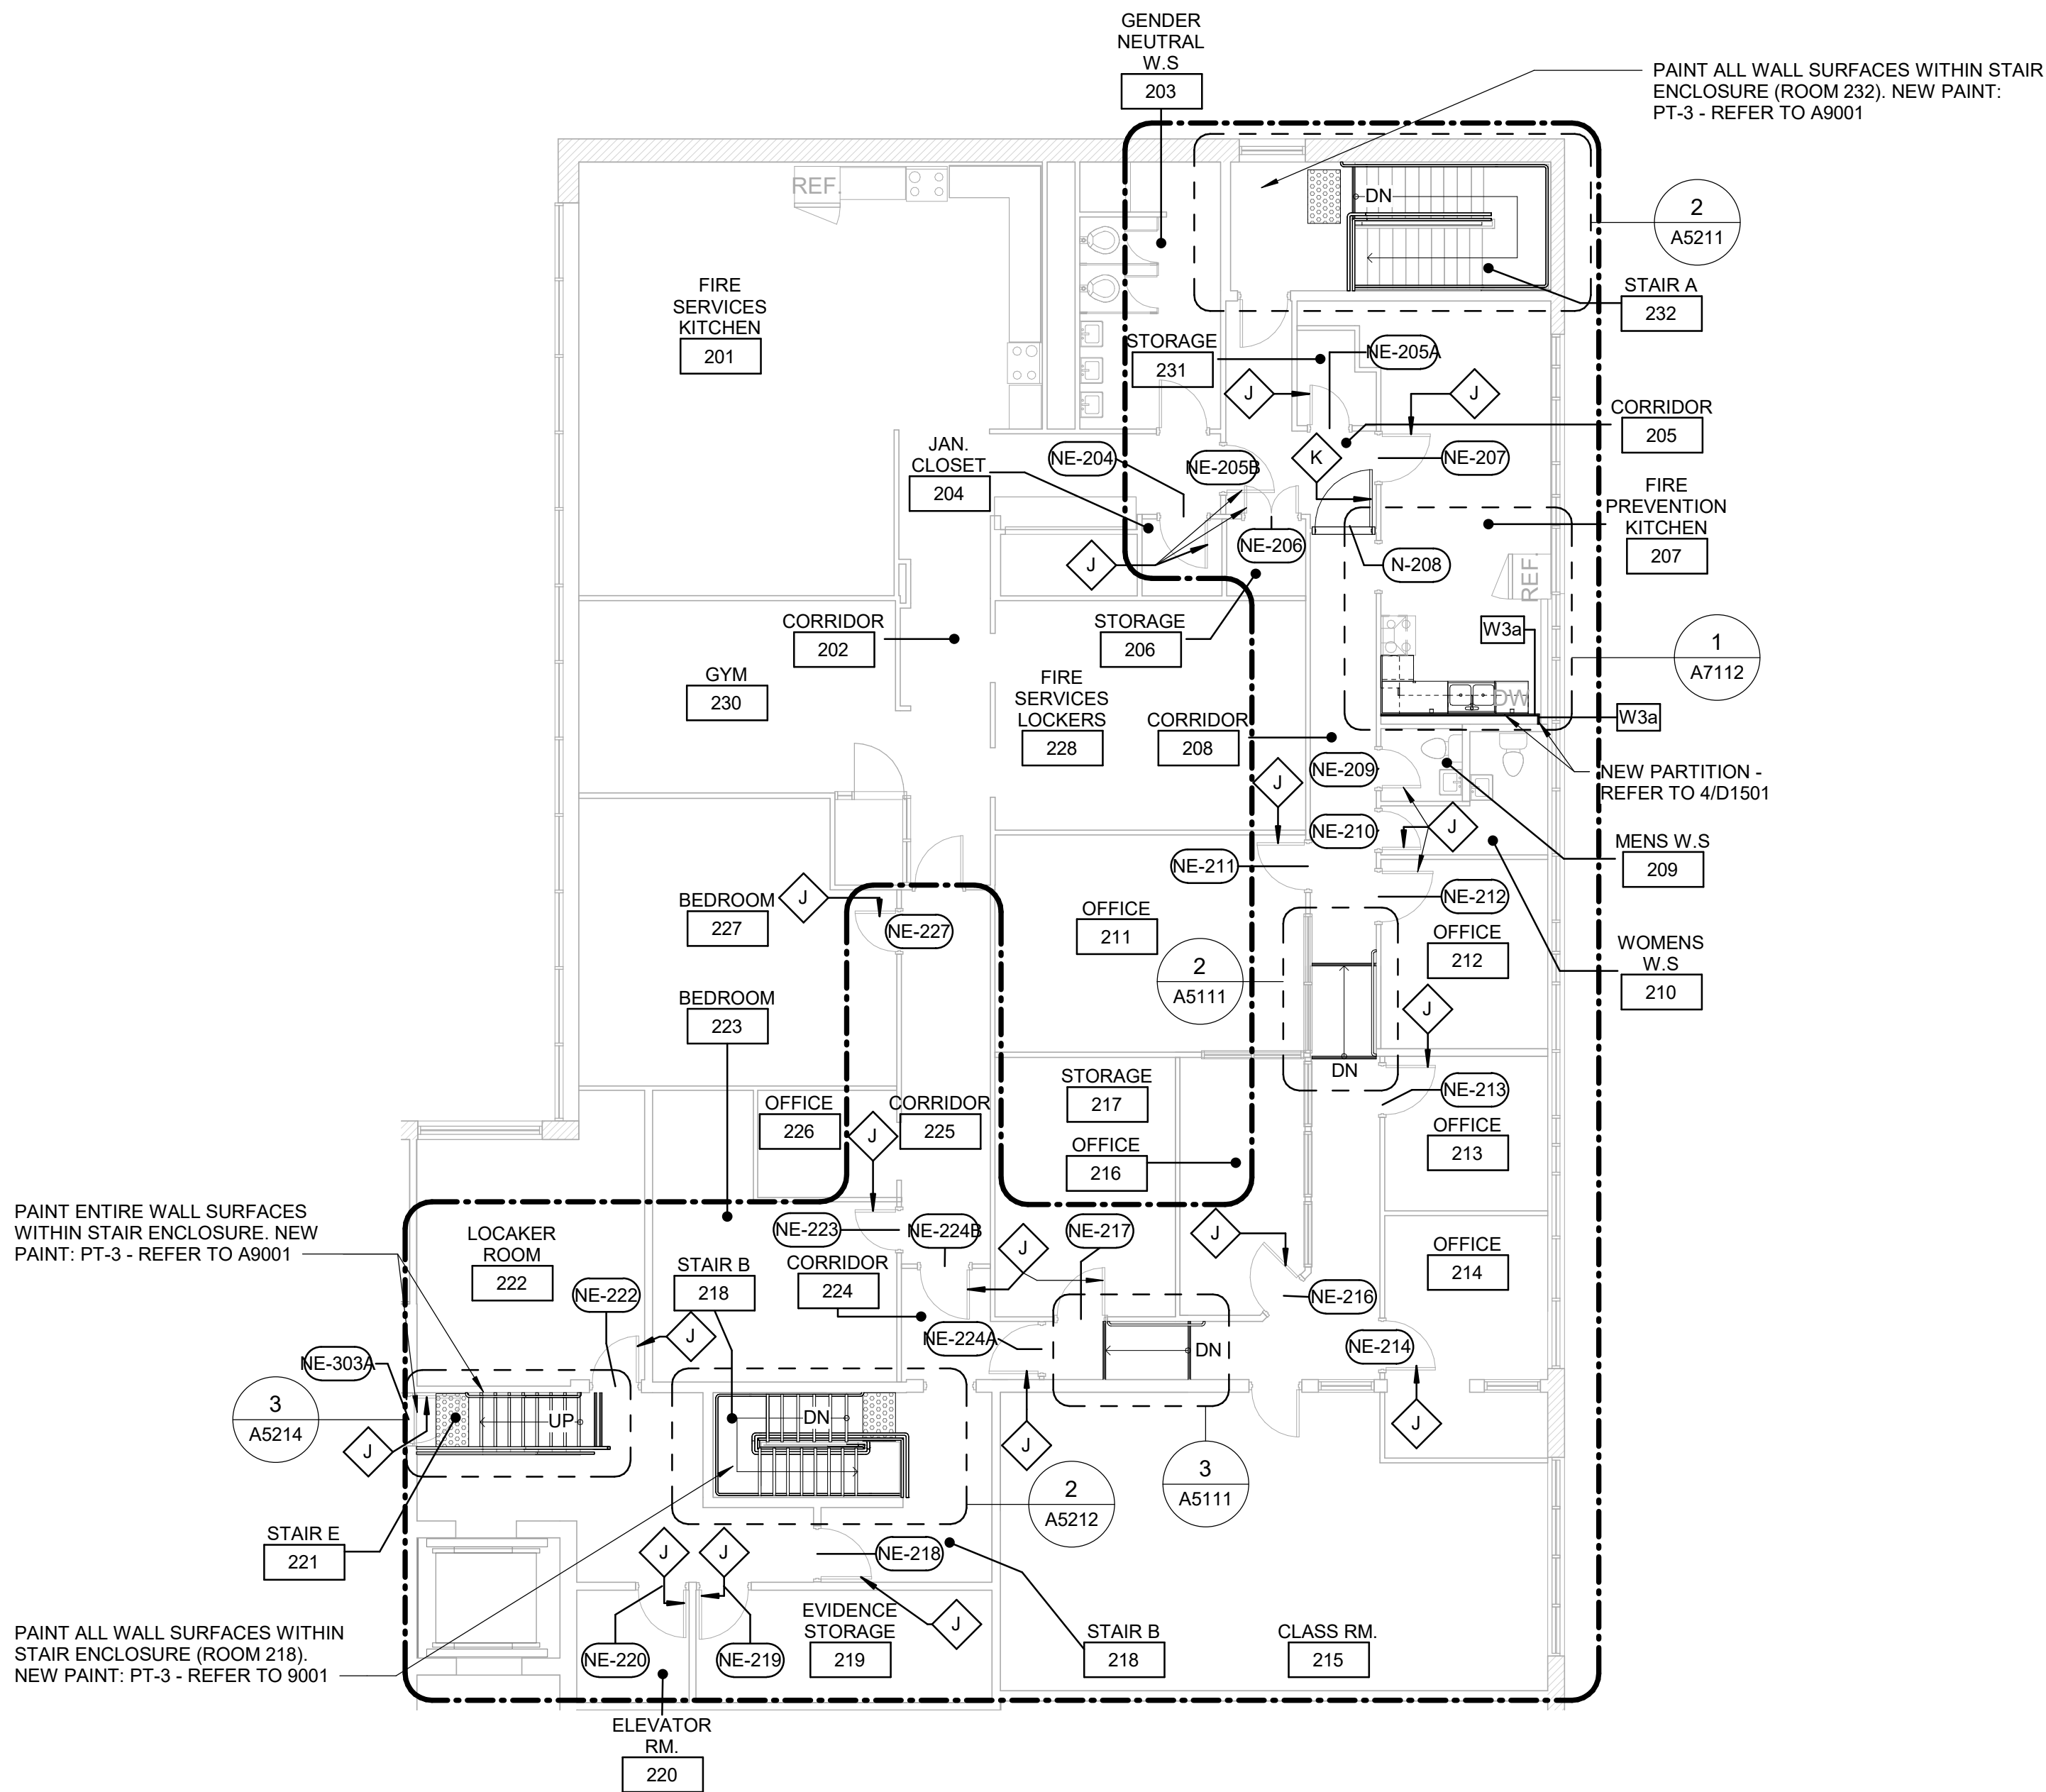 GENDER
NEUTRAL
W.S
203
PAINT ALL WALL SURFACES WITHIN STAIR
ENCLOSURE (ROOM 232). NEW PAINT:
PT-3 - REFER TO A9001
REF.
DN
2
A5211
FIRE
SERVICES
KITCHEN
201
STAIR A
232
STORAGE
231
NE-205A
J
J
CORRIDOR
205
JAN.
CLOSET
204
NE-204
NE-205B
K
NE-207
FIRE
PREVENTION
KITCHEN
207
J
NE-206
N-208
REF.
CORRIDOR
202
STORAGE
206
W3a
1
A7112
GYM
230
FIRE
SERVICES
LOCKERS
228
CORRIDOR
208
DW
W3a
NE-209
NEW PARTITION -
REFER TO 4/D1501
J
NE-210
J
MENS W.S
209
NE-211
BEDROOM
227
J
NE-227
OFFICE
211
NE-212
OFFICE
212
WOMENS
W.S
210
2
A5111
BEDROOM
223
J
DN
STORAGE
217
NE-213
OFFICE
226
J
CORRIDOR
225
OFFICE
213
OFFICE
216
PAINT ENTIRE WALL SURFACES
WITHIN STAIR ENCLOSURE. NEW
PAINT: PT-3 - REFER TO A9001
LOCAKER
ROOM
222
NE-223
NE-224B
J
NE-217
J
OFFICE
214
STAIR B
218
CORRIDOR
224
NE-222
J
NE-224A
NE-216
DN
NE-214
NE-303A
3
A5214
UP
DN
J
J
J
3
A5111
2
A5212
STAIR E
221
J
J
NE-218
PAINT ALL WALL SURFACES WITHIN
STAIR ENCLOSURE (ROOM 218).
NEW PAINT: PT-3 - REFER TO 9001
NE-220
NE-219
EVIDENCE
STORAGE
219
J
STAIR B
218
CLASS RM.
215
ELEVATOR
RM.
220